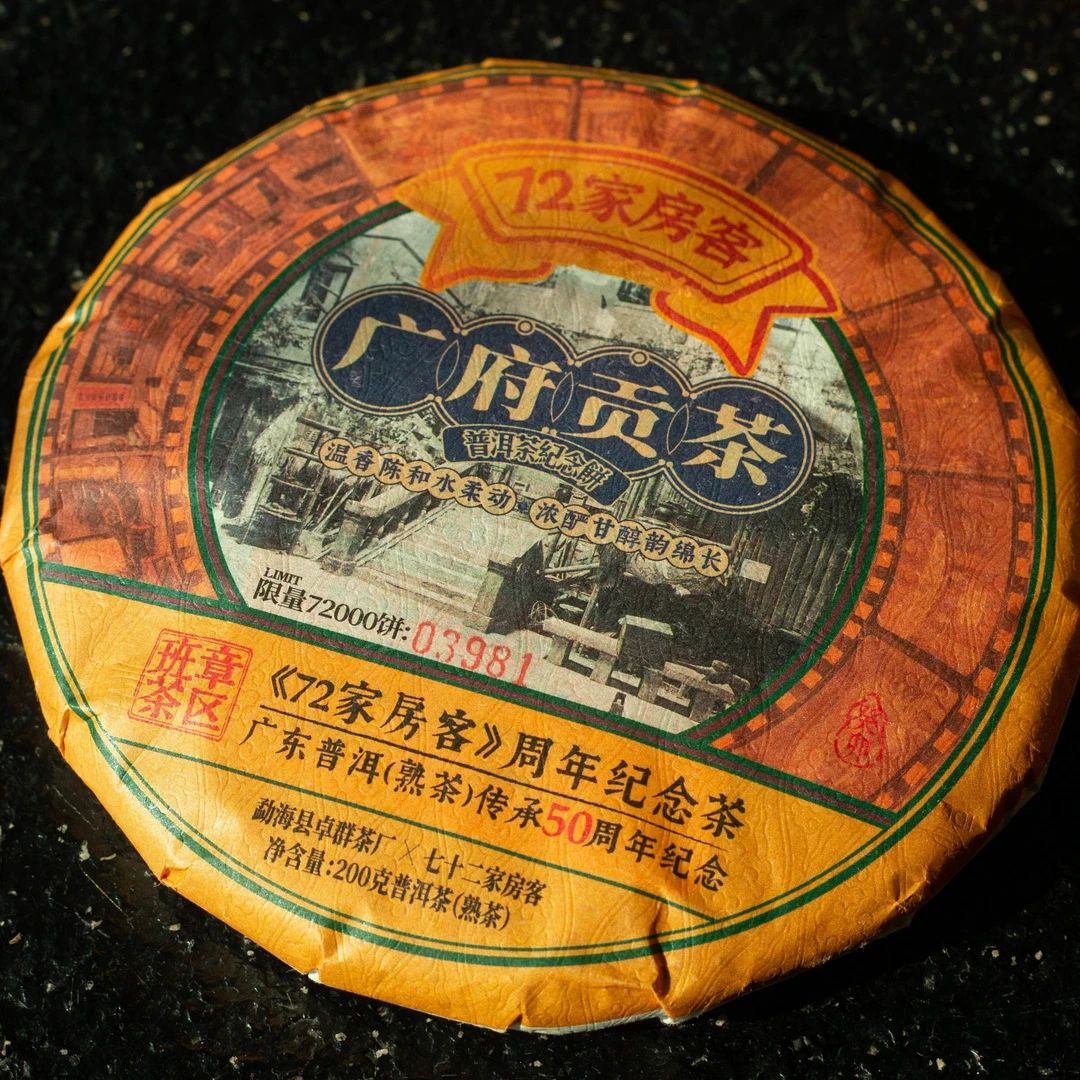 72家房客
广府贡茶
普洱茶紀念餅
温香陈和水柔动 浓酽甘醇韵绵长
LIMIT
限量72000饼:03981
班章
茶区
《72家房客》周年纪念茶
广东普洱(熟茶)传承50周年纪念
勐海县卓群茶厂×七十二家房客
净含量:200克普洱茶(熟茶)